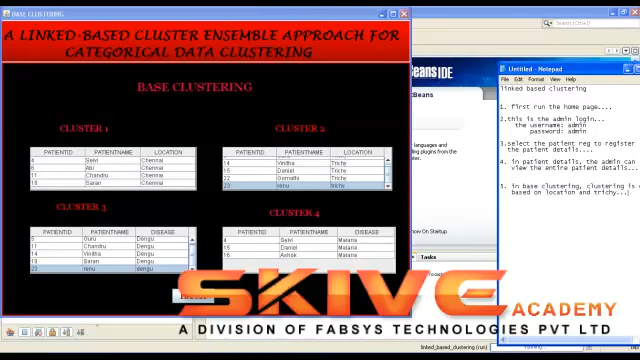 BASE CLUSTERING
A LINKED-BASED CLUSTER ENSEMBLE APPROACH FOR
CATEGORICAL DATA CLUSTERING
BASE CLUSTERING
CLUSTER 1
PATIENTID PATIENTNAME LOCATION
4 Selvi Chennai
6 Abi Chennai
11 Chandru Chennai
18 Saran Chennai
CLUSTER 2
PATIENTID PATIENTNAME LOCATION
14 Vinitha Trichy
15 Daniel Trichy
22 Gomathi Trichy
23 renu trichy
CLUSTER 3
PATIENTID PATIENTNAME DISEASE
5 Guru Dengu
11 Chandru Dengu
14 Vinitha Dengu
18 Saran Dengu
23 renu dengu
CLUSTER 4
PATIENTID PATIENTNAME DISEASE
4 Selvi Malaria
15 Daniel Malaria
16 Ashok Malaria
Search (Ctrl+I)
Beans IDE
Show On Startup
Tasks
Untitled - Notepad
File Edit Format View Help
linked based clustering
1. first run the home page....
2.this is the admin login...
the username: admin
password: admin
3.select the patient reg to register
the patient details...
4. in patient details, the admin can
view the entire patient details...
5. in base clustering, clustering is
based on location and trichy...
SKIVE
ACADEMY
A DIVISION OF FABSYS TECHNOLOGIES PVT LTD
linked_based_clustering (run)
running...